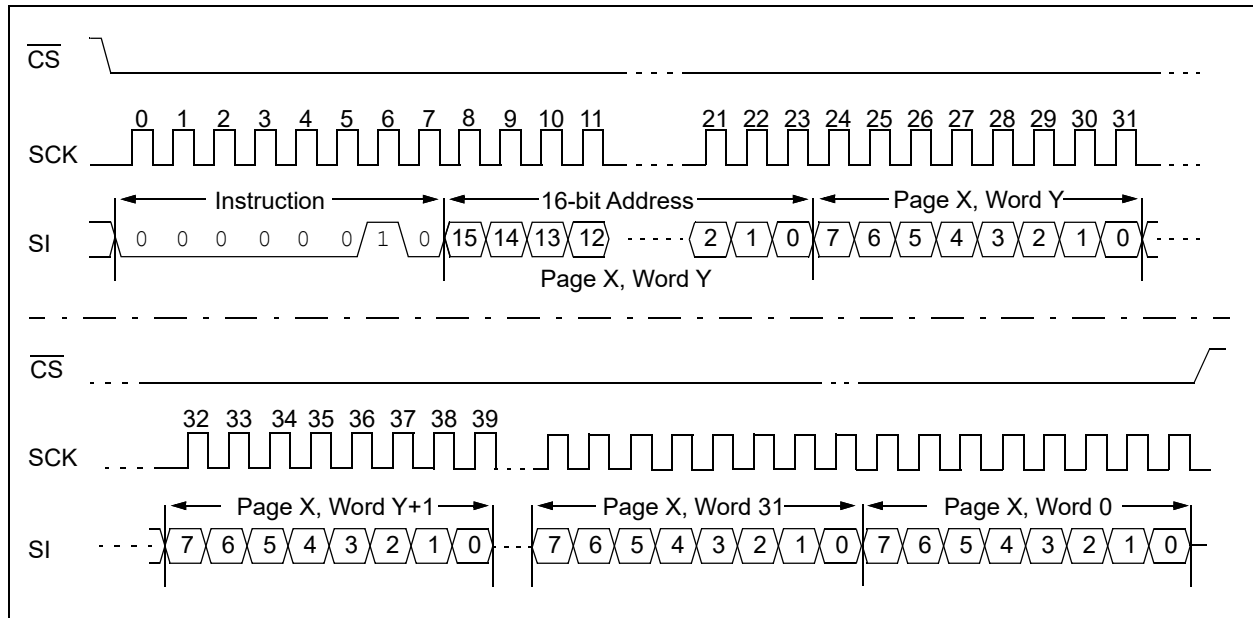 CS
0 1 2 3 4 5 6 7 8 9 10 11 21 22 23 24 25 26 27 28 29 30 31
SCK
Instruction 16-bit Address Page X, Word Y
SI 0 0 0 0 0 0 1 0 15 14 13 12 2 1 0 7 6 5 4 3 2 1 0
Page X, Word Y
CS
32 33 34 35 36 37 38 39
SCK
Page X, Word Y+1 Page X, Word 31 Page X, Word 0
SI 7 6 5 4 3 2 1 0 7 6 5 4 3 2 1 0 7 6 5 4 3 2 1 0